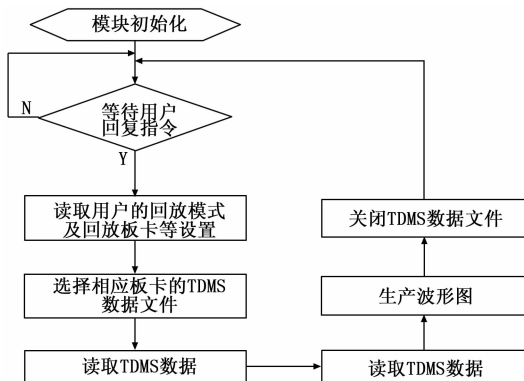 模块初始化
N
等待用户
回复指令
Y
读取用户的回放模式
及回放板卡等设置
选择相应板卡的TDMS
数据文件
读取TDMS数据
读取TDMS数据
生产波形图
关闭TDMS数据文件